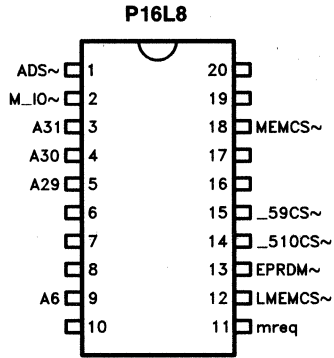 P16L8
ADS~ 1 20
M_IO~ 2 19
A31 3 18 MEMCS~
A30 4 17
A29 5 16
6 15 _59CS~
7 14 _510CS~
8 13 EPRDM~
A6 9 12 LMEMCS~
10 11 mreq